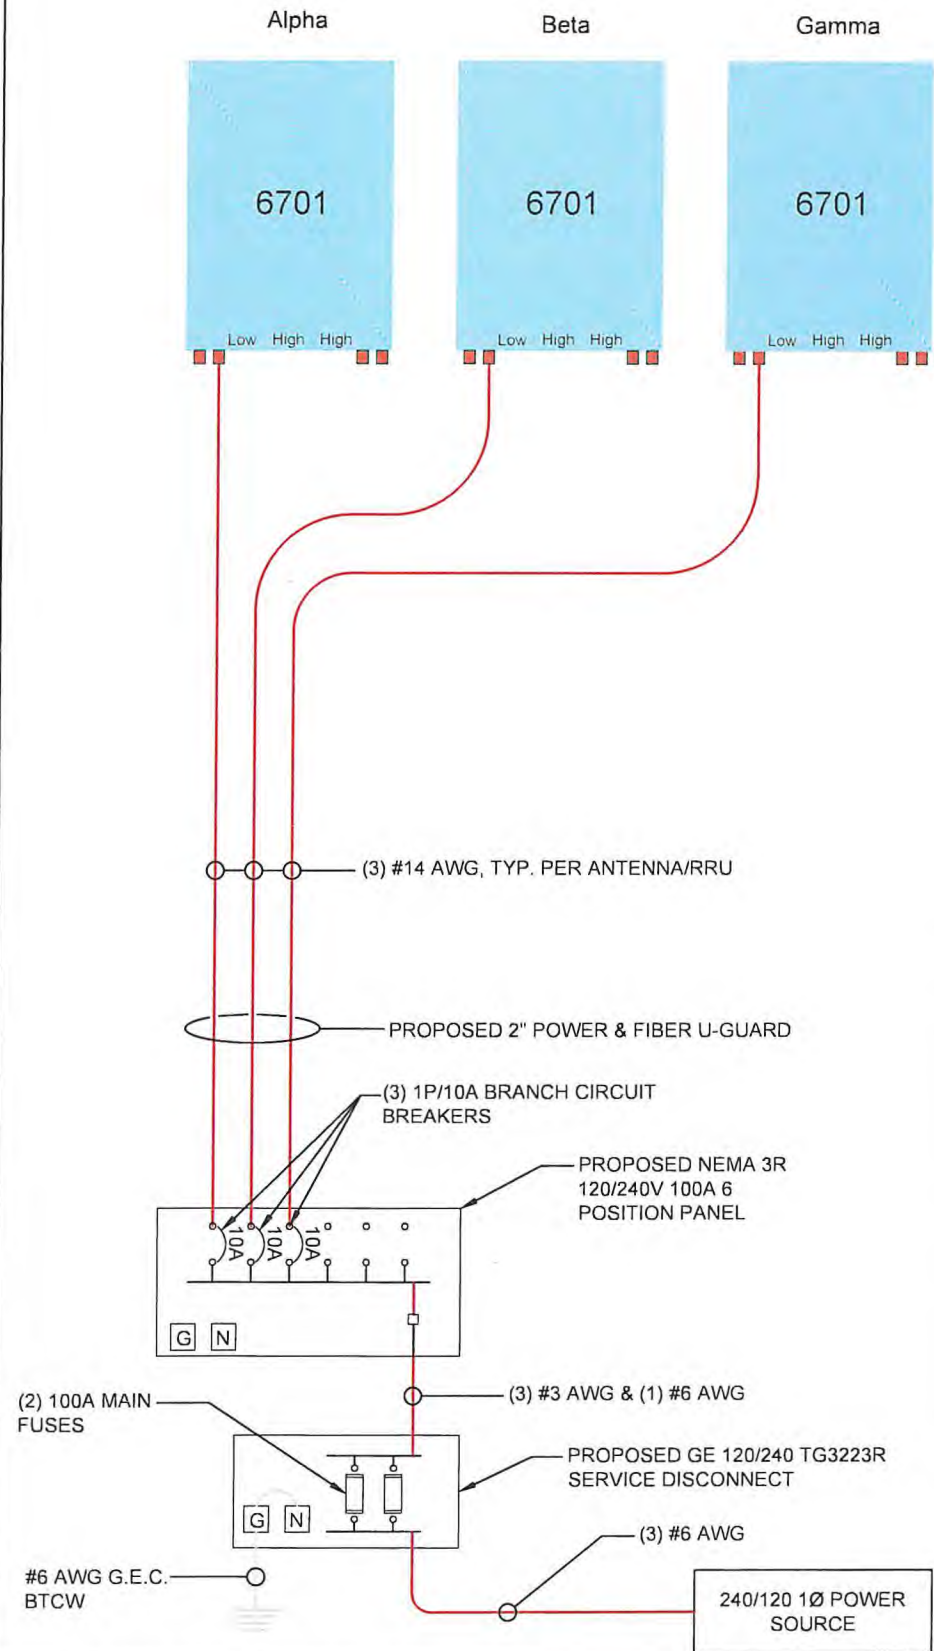 Alpha
Beta
Gamma
6701
6701
6701
Low High High
Low High High
Low High High
(3) #14 AWG, TYP. PER ANTENNA/RRU
PROPOSED 2" POWER & FIBER U-GUARD
(3) 1P/10A BRANCH CIRCUIT
BREAKERS
PROPOSED NEMA 3R
120/240V 100A 6
POSITION PANEL
10A
10A
10A
G N
(3) #3 AWG & (1) #6 AWG
(2) 100A MAIN
FUSES
PROPOSED GE 120/240 TG3223R
SERVICE DISCONNECT
G N
(3) #6 AWG
#6 AWG G.E.C.
BTCW
240/120 1Ø POWER
SOURCE